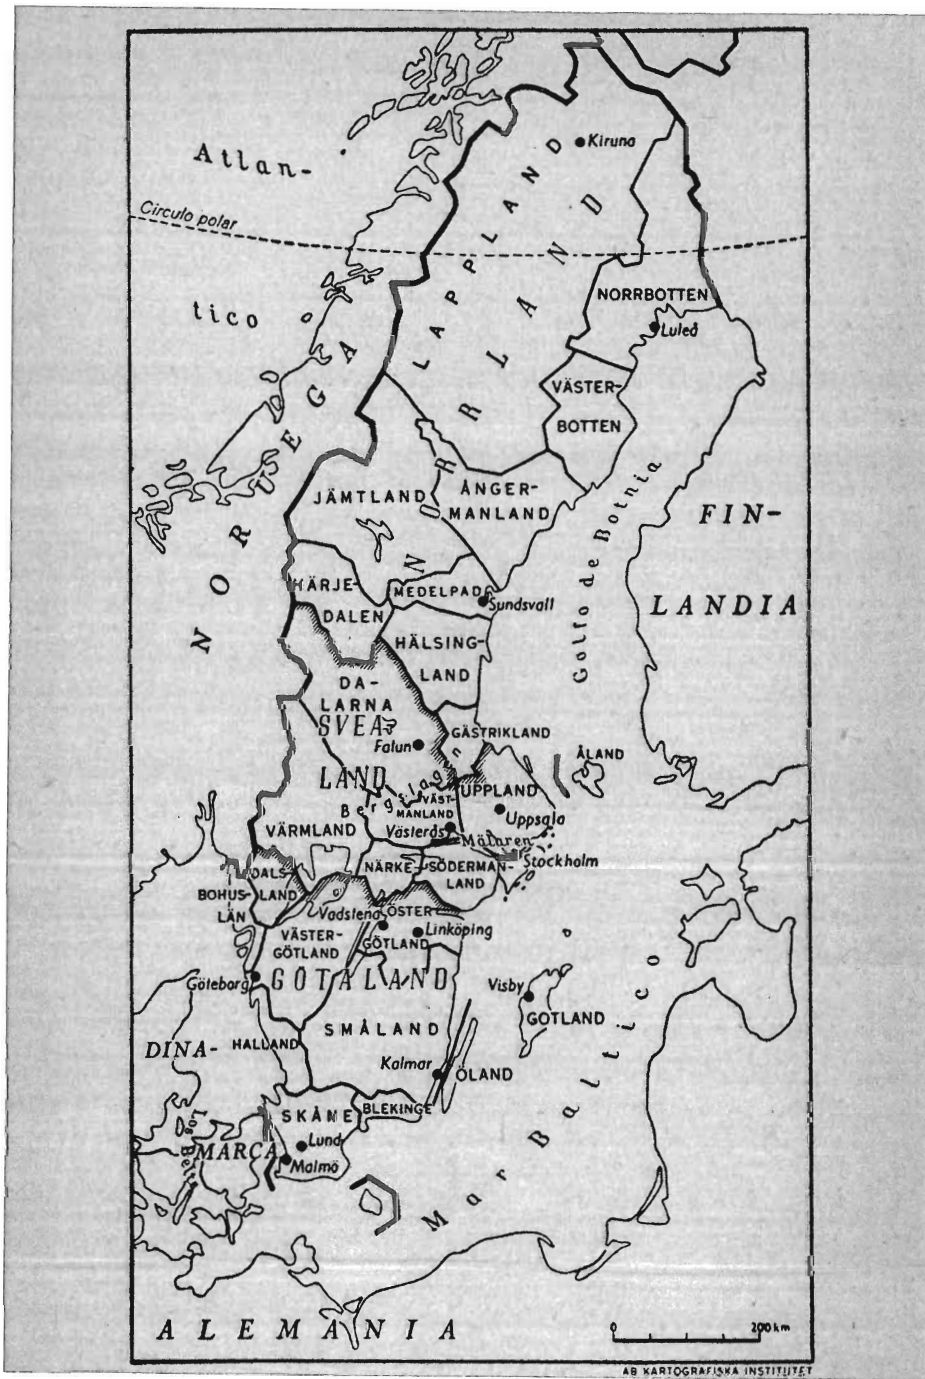 Atlan-
tico
Circulo polar
Kiruna
LAPPLAND
NORRLAND
NORUEGA
NORRBOTTEN
Luleå
VÄSTER-
BOTTEN
JÄMTLAND
ÅNGER-
MANLAND
Golfo de Botnia
FIN-
LANDIA
HÄRJE-
DALEN
MEDELPAD
Sundsvall
HÄLSING-
LAND
DA-
LARNA
SVEA
LAND
Falun
GÄSTRIKLAND
ÅLAND
Bergslagen
UPPLAND
Uppsala
VÄST-
MANLAND
VÄRMLAND
Västerås
Mälaren
Stockholm
DALS-
LAND
NÄRKE
SÖDERMAN-
LAND
BOHUS-
LÄN
Vadstena
ÖSTER
GÖTLAND
Linköping
VÄSTER-
GÖTLAND
Göteborg
GÖTALAND
Visby
GOTLAND
SMÅLAND
DINA-
MARCA
HALLAND
Kalmar
ÖLAND
SKÅNE
BLEKINGE
Los Belts
Lund
Malmö
Mar Baltico
ALEMANIA
0 200 km
AB KARTOGRAFISKA INSTITUTET